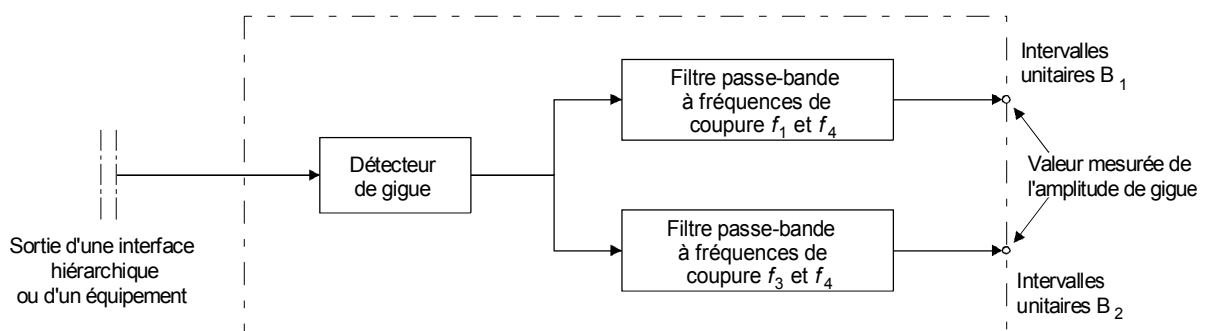 Sortie d'une interface
hiérarchique
ou d'un équipement
Détecteur
de gigue
Filtre passe-bande
à fréquences de
coupure f1 et f4
Filtre passe-bande
à fréquences de
coupure f3 et f4
Intervalles
unitaires B1
Valeur mesurée de
l'amplitude de gigue
Intervalles
unitaires B2